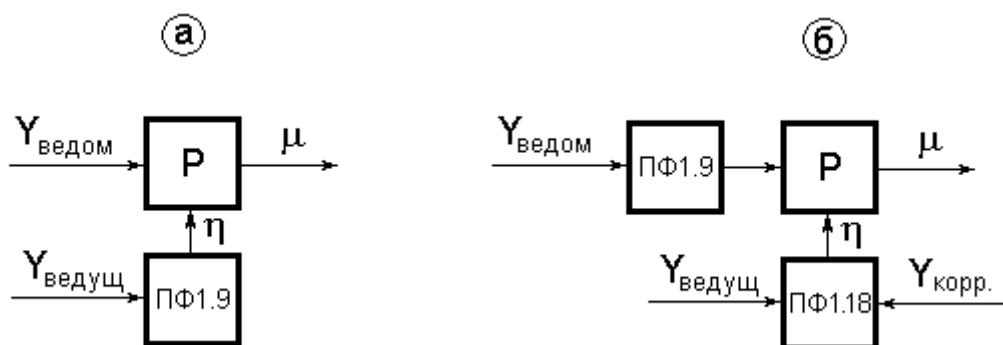 а
Yведом
Р
μ
η
Yведущ
ПФ1.9
б
Yведом
ПФ1.9
Р
μ
η
Yведущ
ПФ1.18
Yкорр.